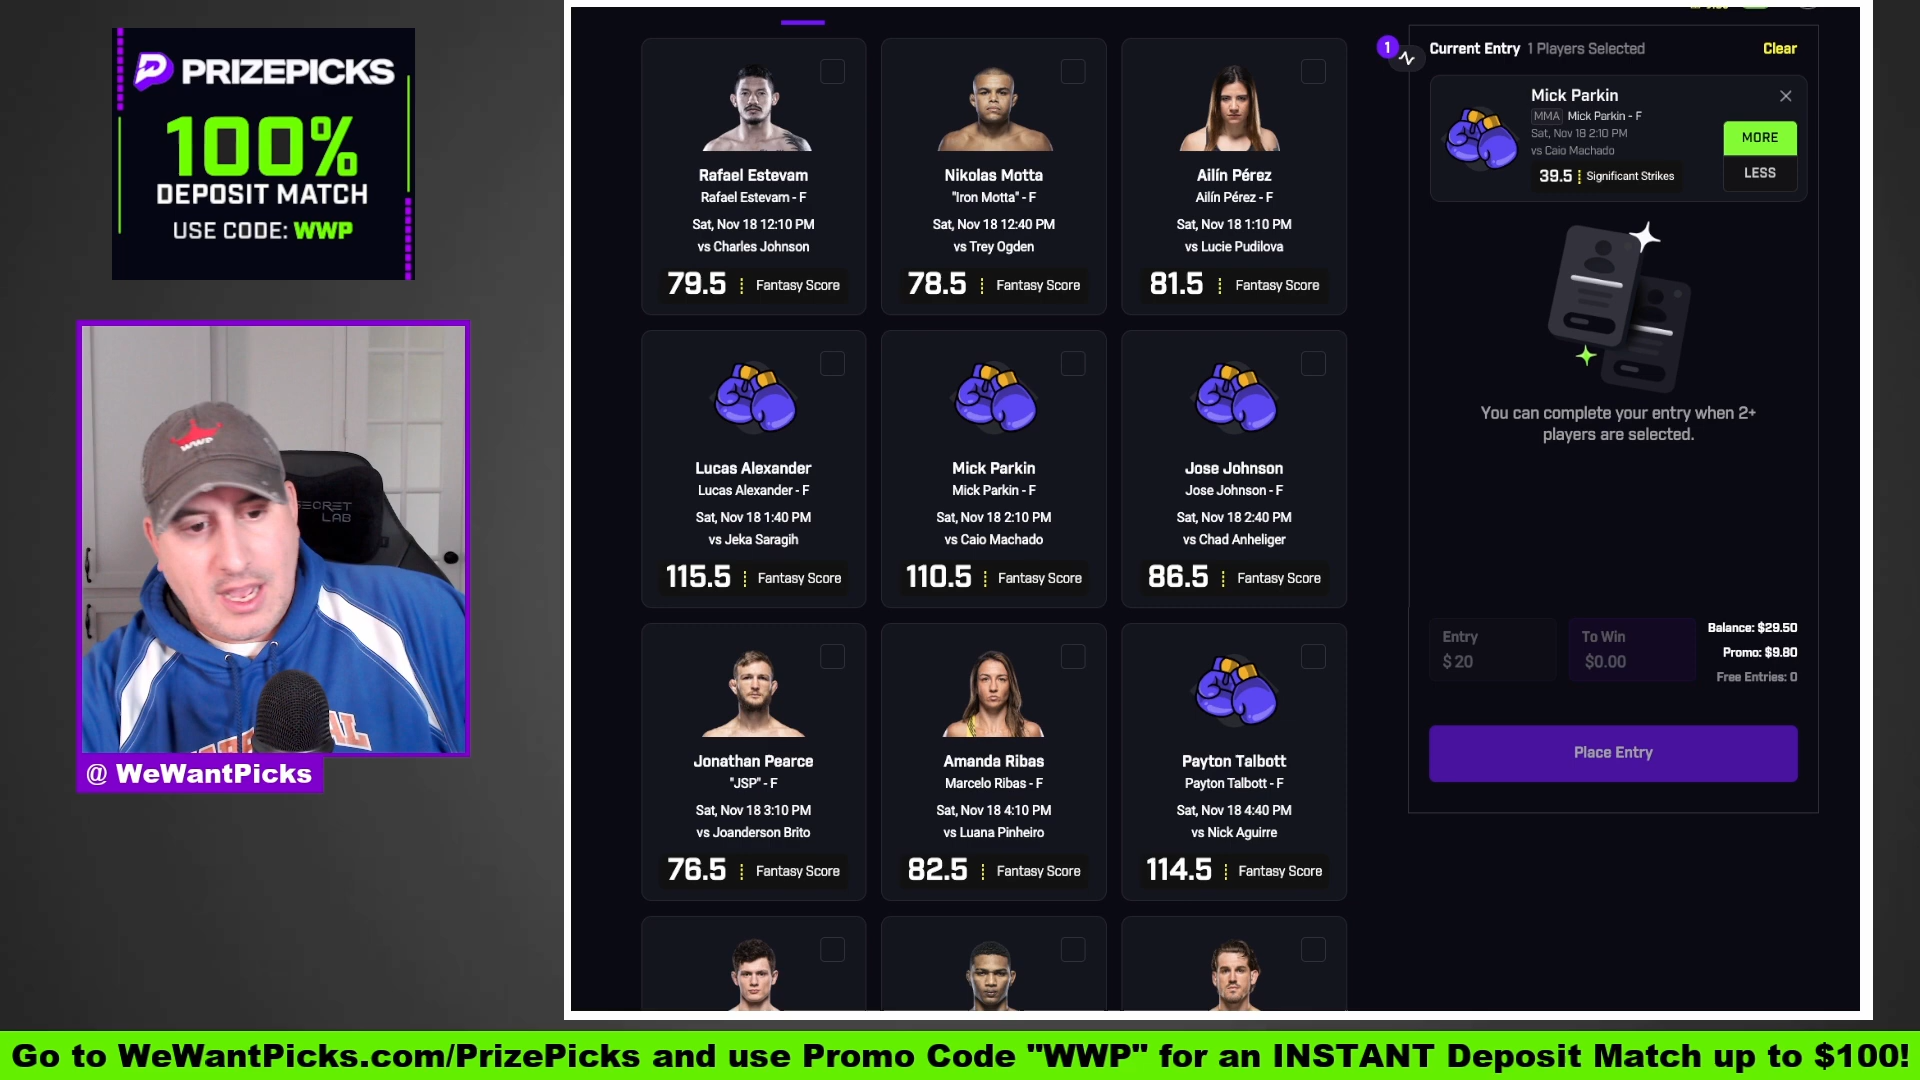 PRIZEPICKS
100%
DEPOSIT MATCH
USE CODE: WWP
WWP
SECRET
LAB
@ WeWantPicks
Rafael Estevam
Rafael Estevam - F
Sat, Nov 18 12:10 PM
vs Charles Johnson
79.5 Fantasy Score
Nikolas Motta
"Iron Motta" - F
Sat, Nov 18 12:40 PM
vs Trey Ogden
78.5 Fantasy Score
Ailín Pérez
Ailín Pérez - F
Sat, Nov 18 1:10 PM
vs Lucie Pudilova
81.5 Fantasy Score
Lucas Alexander
Lucas Alexander - F
Sat, Nov 18 1:40 PM
vs Jeka Saragih
115.5 Fantasy Score
Mick Parkin
Mick Parkin - F
Sat, Nov 18 2:10 PM
vs Caio Machado
110.5 Fantasy Score
Jose Johnson
Jose Johnson - F
Sat, Nov 18 2:40 PM
vs Chad Anheliger
86.5 Fantasy Score
Jonathan Pearce
"JSP" - F
Sat, Nov 18 3:10 PM
vs Joanderson Brito
76.5 Fantasy Score
Amanda Ribas
Marcelo Ribas - F
Sat, Nov 18 4:10 PM
vs Luana Pinheiro
82.5 Fantasy Score
Payton Talbott
Payton Talbott - F
Sat, Nov 18 4:40 PM
vs Nick Aguirre
114.5 Fantasy Score
1
Current Entry 1 Players Selected
Clear
Mick Parkin
MMA Mick Parkin - F
Sat, Nov 18 2:10 PM
vs Caio Machado
39.5 Significant Strikes
MORE
LESS
You can complete your entry when 2+
players are selected.
Entry
$ 20
To Win
$0.00
Balance: $29.50
Promo: $9.80
Free Entries: 0
Place Entry
Go to WeWantPicks.com/PrizePicks and use Promo Code "WWP" for an INSTANT Deposit Match up to $100!